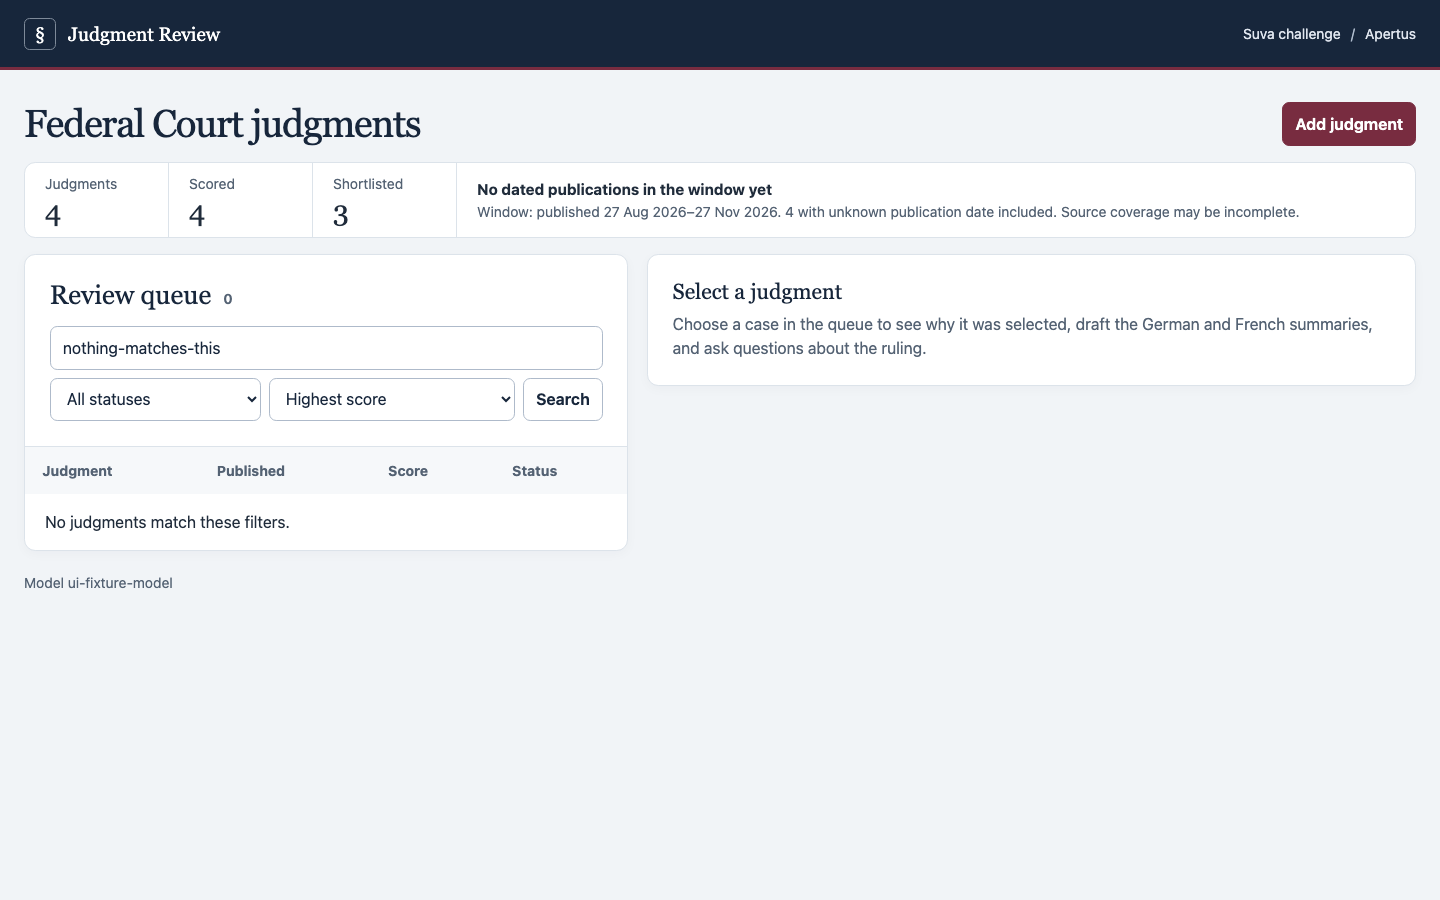 § Judgment Review
Suva challenge / Apertus
Federal Court judgments
Add judgment
Judgments
4
Scored
4
Shortlisted
3
No dated publications in the window yet
Window: published 27 Aug 2026–27 Nov 2026. 4 with unknown publication date included. Source coverage may be incomplete.
Review queue 0
nothing-matches-this
All statuses
Highest score
Search
Judgment Published Score Status
No judgments match these filters.
Select a judgment
Choose a case in the queue to see why it was selected, draft the German and French summaries,
and ask questions about the ruling.
Model ui-fixture-model